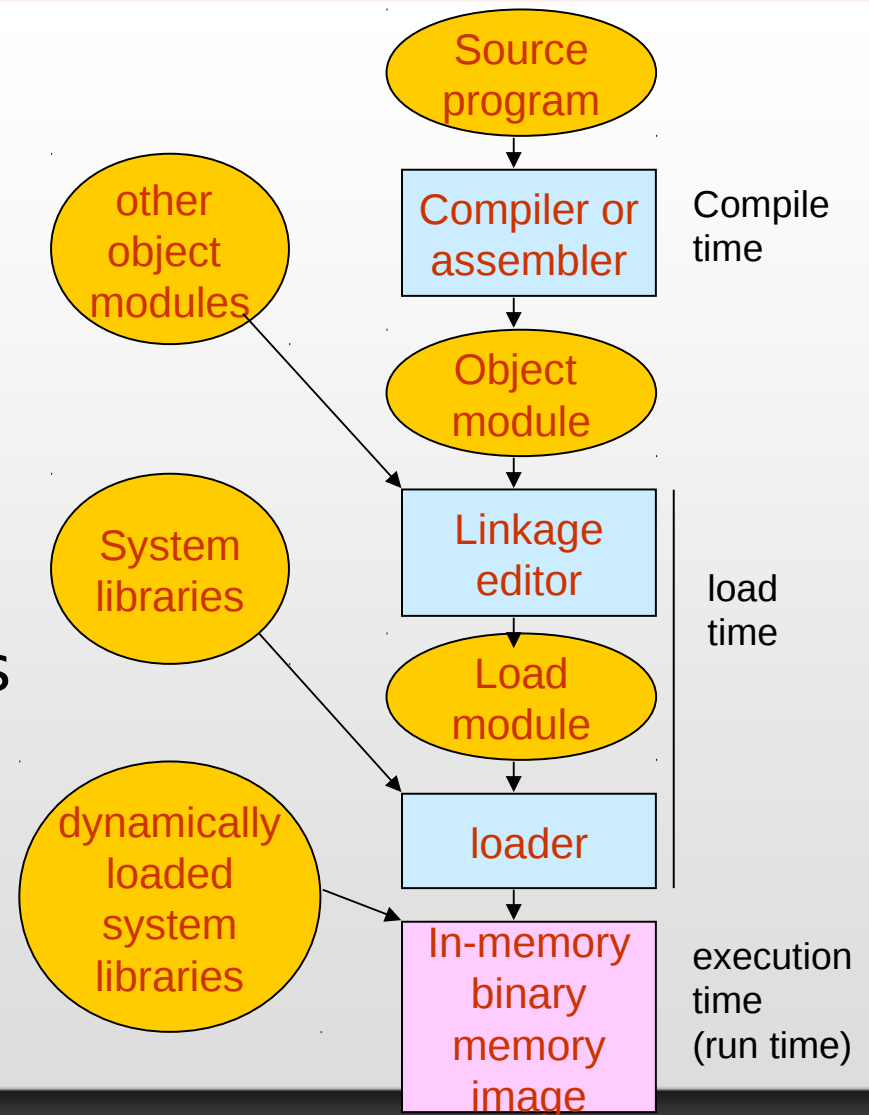 Source
program
other
object
modules
Compiler or
assembler
Compile
time
Object
module
System
libraries
Linkage
editor
load
time
s
Load
module
dynamically
loaded
system
libraries
loader
In-memory
binary
memory
image
execution
time
(run time)